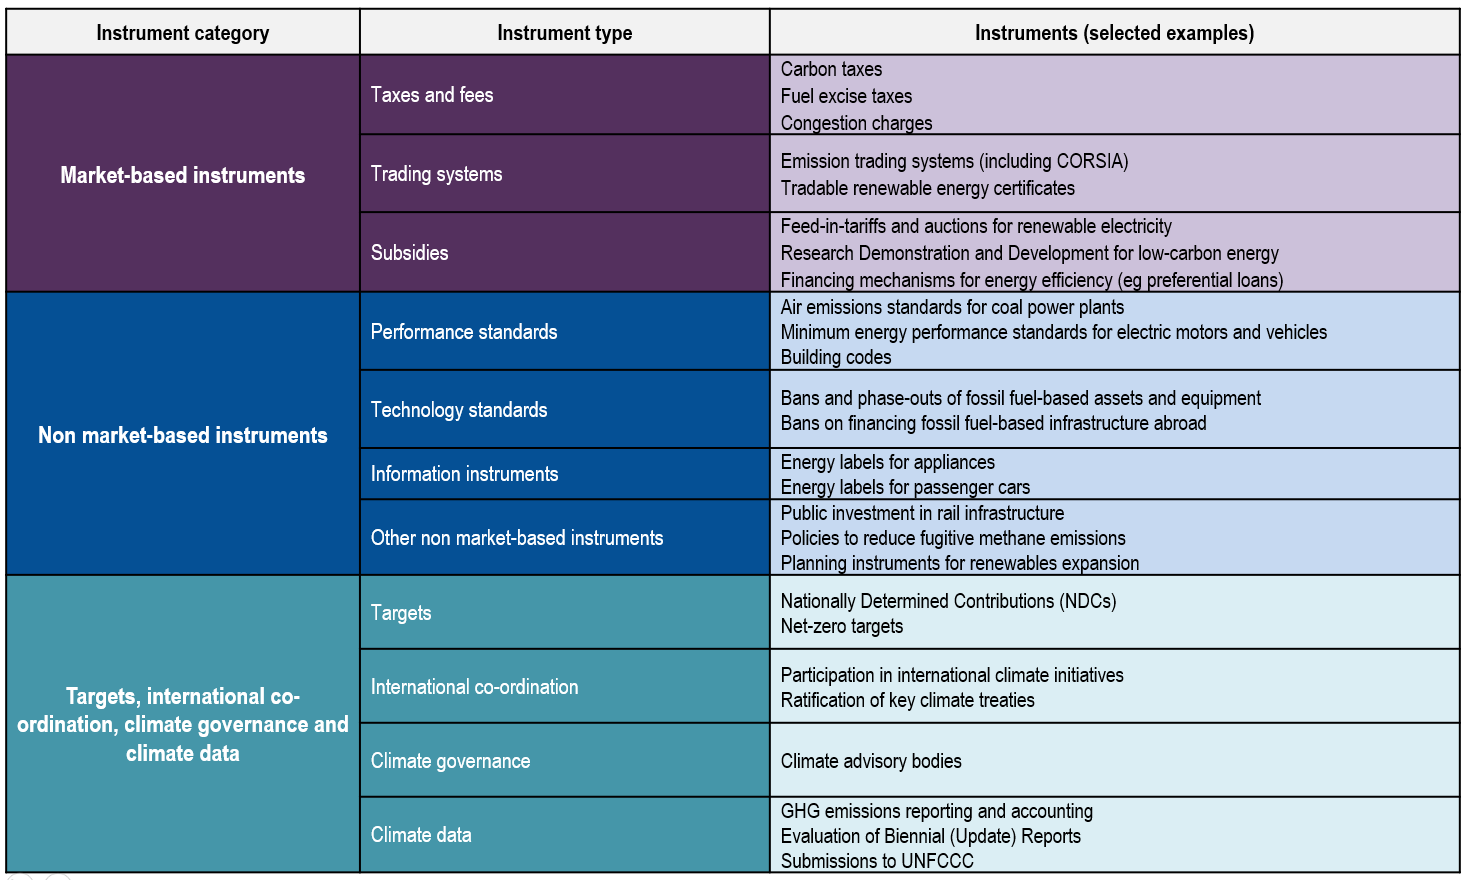 Instrument category
Instrument type
Instruments (selected examples)
Market-based instruments
Taxes and fees
Carbon taxes
Fuel excise taxes
Congestion charges
Trading systems
Emission trading systems (including CORSIA)
Tradable renewable energy certificates
Subsidies
Feed-in-tariffs and auctions for renewable electricity
Research Demonstration and Development for low-carbon energy
Financing mechanisms for energy efficiency (eg preferential loans)
Non market-based instruments
Performance standards
Air emissions standards for coal power plants
Minimum energy performance standards for electric motors and vehicles
Building codes
Technology standards
Bans and phase-outs of fossil fuel-based assets and equipment
Bans on financing fossil fuel-based infrastructure abroad
Information instruments
Energy labels for appliances
Energy labels for passenger cars
Other non market-based instruments
Public investment in rail infrastructure
Policies to reduce fugitive methane emissions
Planning instruments for renewables expansion
Targets, international co-
ordination, climate governance and
climate data
Targets
Nationally Determined Contributions (NDCs)
Net-zero targets
International co-ordination
Participation in international climate initiatives
Ratification of key climate treaties
Climate governance
Climate advisory bodies
Climate data
GHG emissions reporting and accounting
Evaluation of Biennial (Update) Reports
Submissions to UNFCCC